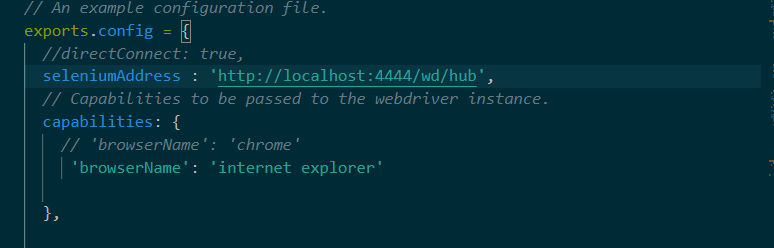 // An example configuration file.
exports.config = {
//directConnect: true,
seleniumAddress : 'http://localhost:4444/wd/hub',
// Capabilities to be passed to the webdriver instance.
capabilities: {
// 'browserName': 'chrome'
'browserName': 'internet explorer'
},